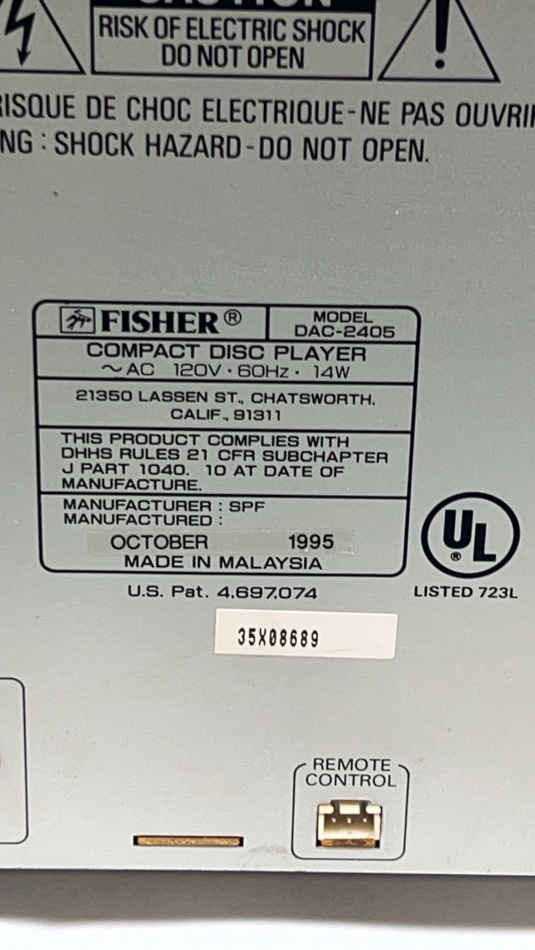 RISK OF ELECTRIC SHOCK
DO NOT OPEN
RISQUE DE CHOC ELECTRIQUE-NE PAS OUVRIR
NG : SHOCK HAZARD-DO NOT OPEN.
FISHER®
MODEL
DAC-2405
COMPACT DISC PLAYER
~AC 120V · 60Hz · 14W
21350 LASSEN ST., CHATSWORTH,
CALIF., 91311
THIS PRODUCT COMPLIES WITH
DHHS RULES 21 CFR SUBCHAPTER
J PART 1040. 10 AT DATE OF
MANUFACTURE.
MANUFACTURER : SPF
MANUFACTURED :
OCTOBER 1995
MADE IN MALAYSIA
UL®
LISTED 723L
U.S. Pat. 4,697,074
35X08689
REMOTE
CONTROL